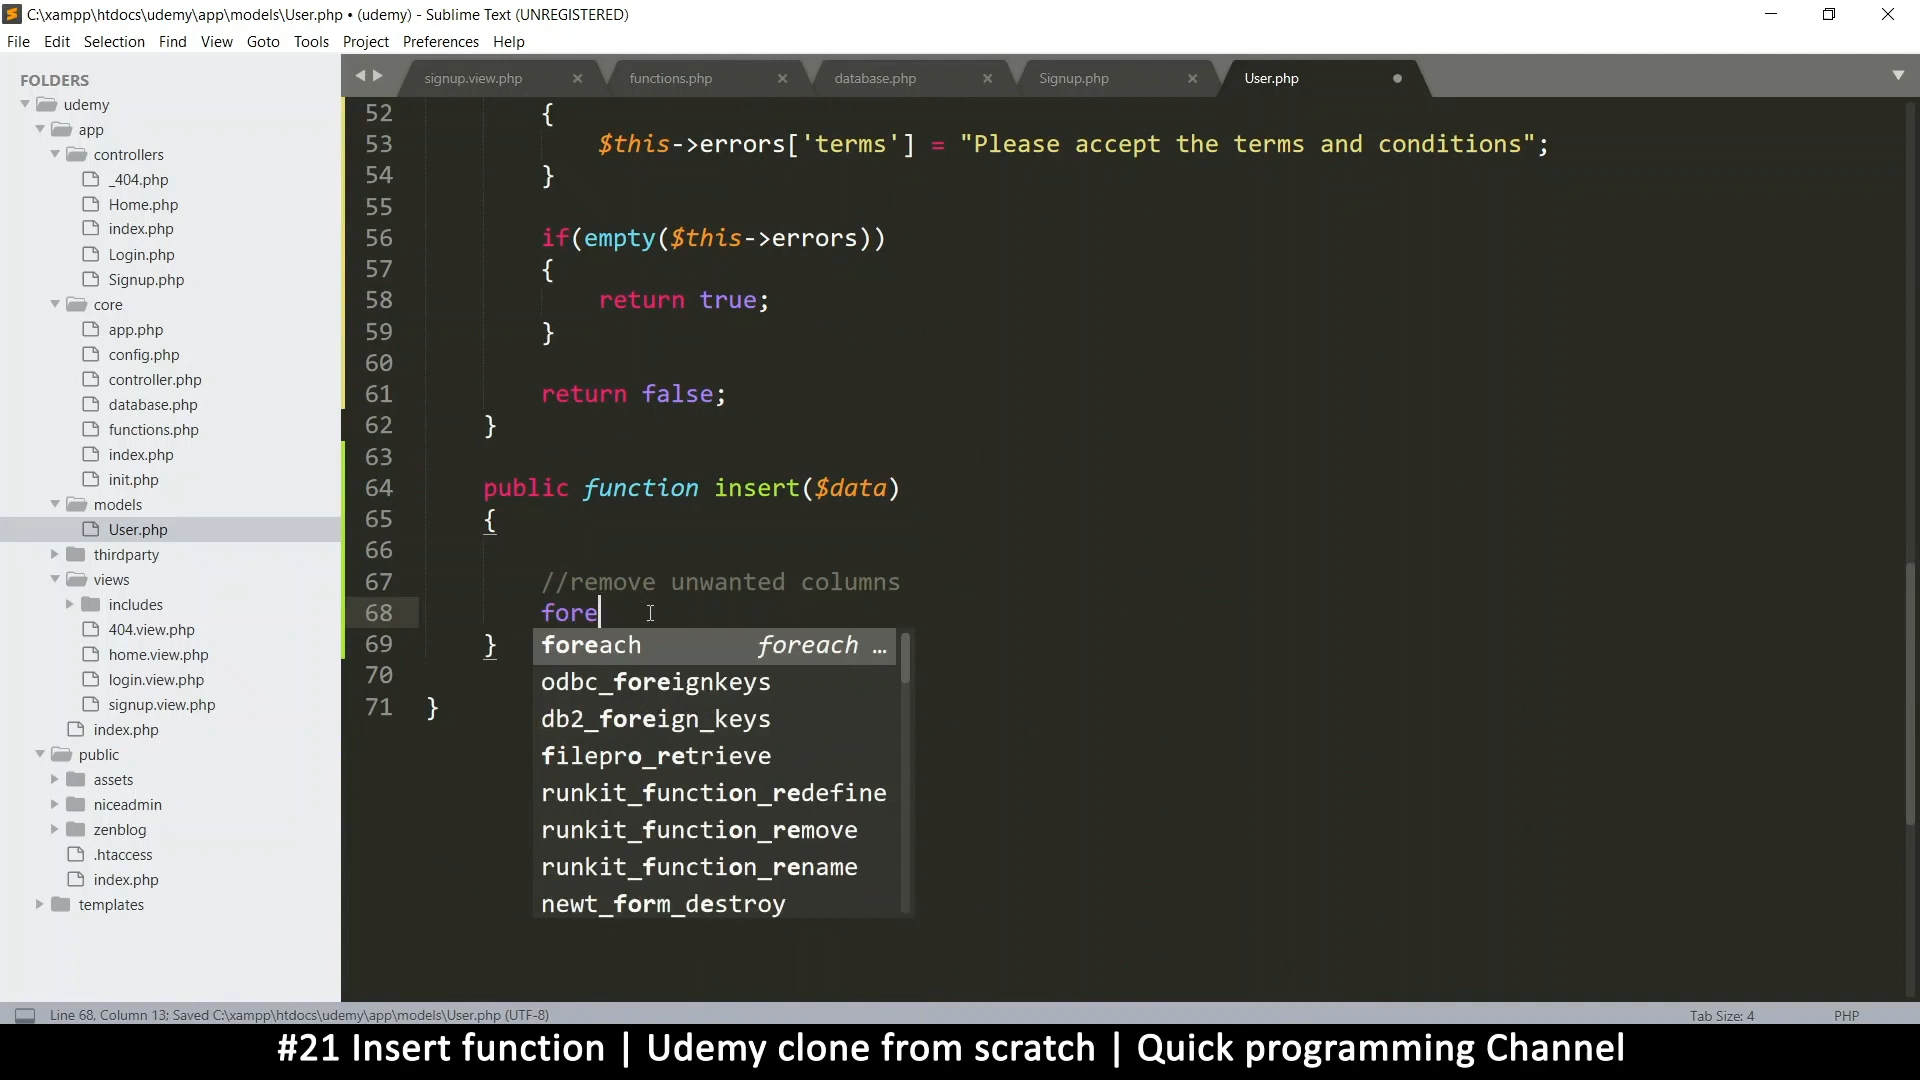 C:\xampp\htdocs\udemy\app\models\User.php • (udemy) - Sublime Text (UNREGISTERED)
File Edit Selection Find View Goto Tools Project Preferences Help
FOLDERS
udemy
app
controllers
_404.php
Home.php
index.php
Login.php
Signup.php
core
app.php
config.php
controller.php
database.php
functions.php
index.php
init.php
models
User.php
thirdparty
views
includes
404.view.php
home.view.php
login.view.php
signup.view.php
index.php
public
assets
niceadmin
zenblog
.htaccess
index.php
templates
signup.view.php functions.php database.php Signup.php User.php
52 {
53 $this->errors['terms'] = "Please accept the terms and conditions";
54 }
55
56 if(empty($this->errors))
57 {
58 return true;
59 }
60
61 return false;
62 }
63
64 public function insert($data)
65 {
66
67 //remove unwanted columns
68 fore
69 }
70
71 }
foreach foreach …
odbc_foreignkeys
db2_foreign_keys
filepro_retrieve
runkit_function_redefine
runkit_function_remove
runkit_function_rename
newt_form_destroy
Line 68, Column 13; Saved C:\xampp\htdocs\udemy\app\models\User.php (UTF-8) Tab Size: 4 PHP
#21 Insert function | Udemy clone from scratch | Quick programming Channel